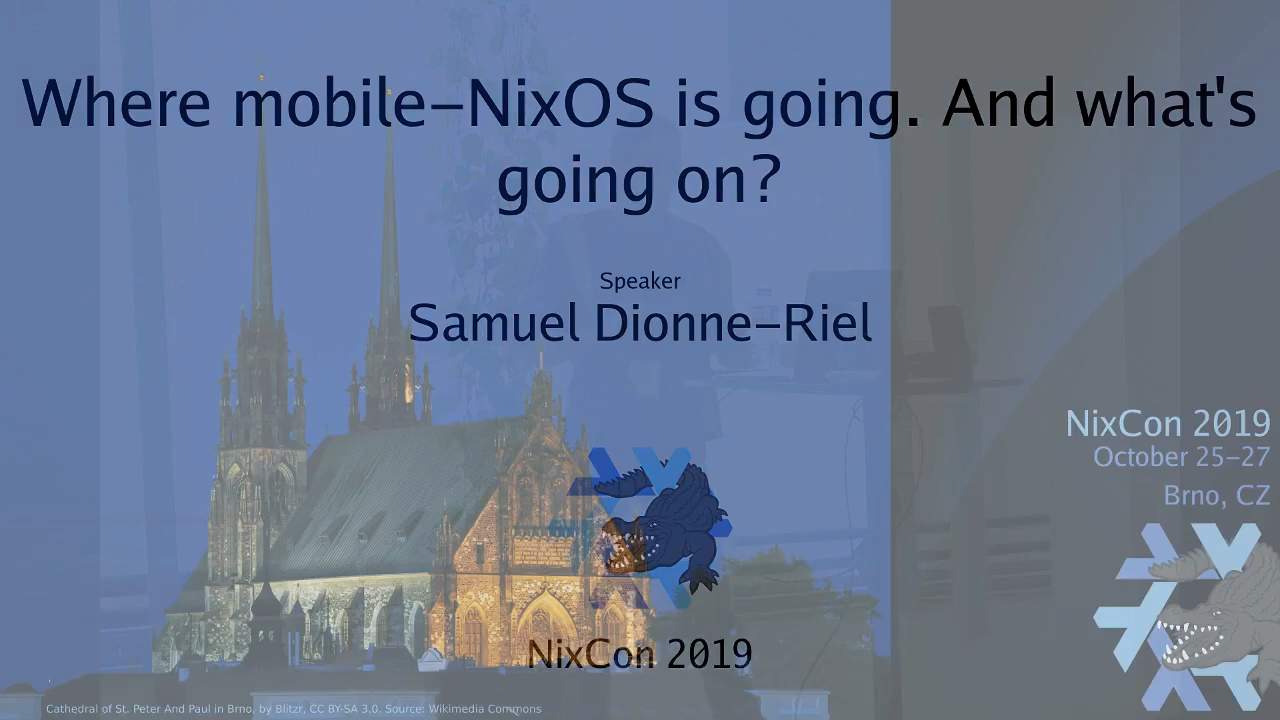 Where mobile–NixOS is going. And what's
going on?
Speaker
Samuel Dionne–Riel
NixCon 2019
October 25–27
Brno, CZ
NixCon 2019
Cathedral of St. Peter And Paul in Brno, by Blitzr, CC BY-SA 3.0. Source: Wikimedia Commons